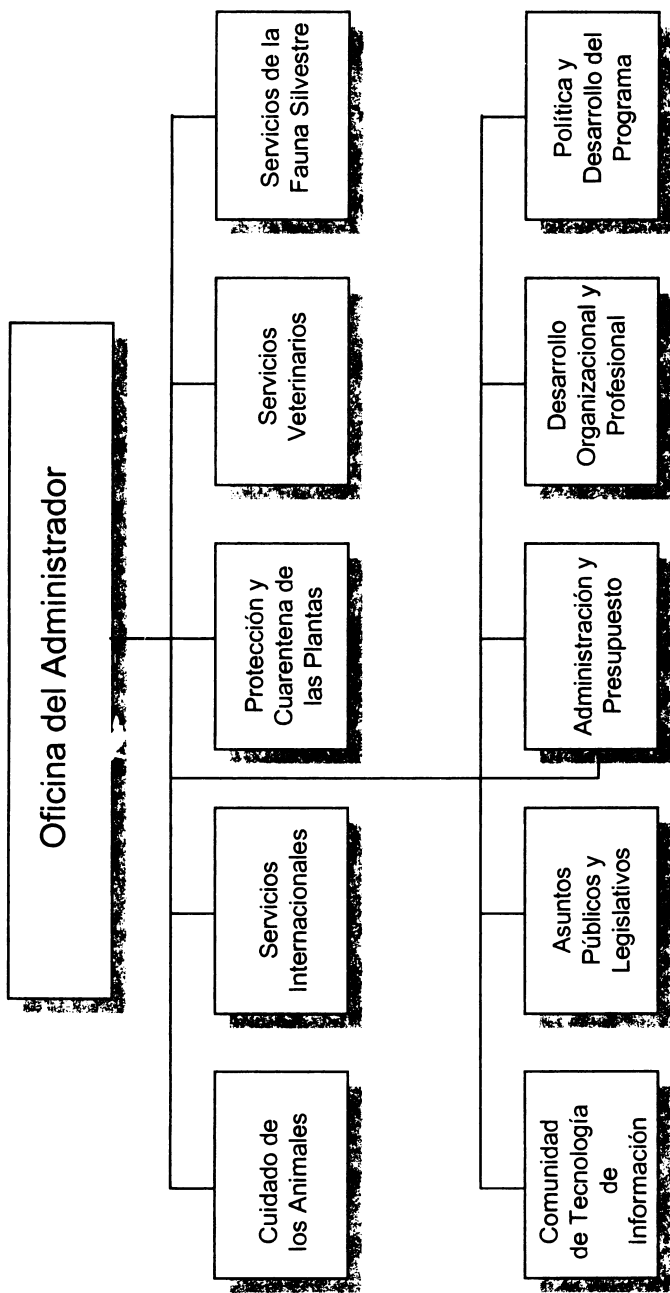 Oficina del Administrador
Cuidado de
los Animales
Servicios
Internacionales
Protección y
Cuarentena de
las Plantas
Servicios
Veterinarios
Servicios de la
Fauna Silvestre
Comunidad
de Tecnología
de
Información
Asuntos
Públicos y
Legislativos
Administración y
Presupuesto
Desarrollo
Organizacional y
Profesional
Política y
Desarrollo del
Programa